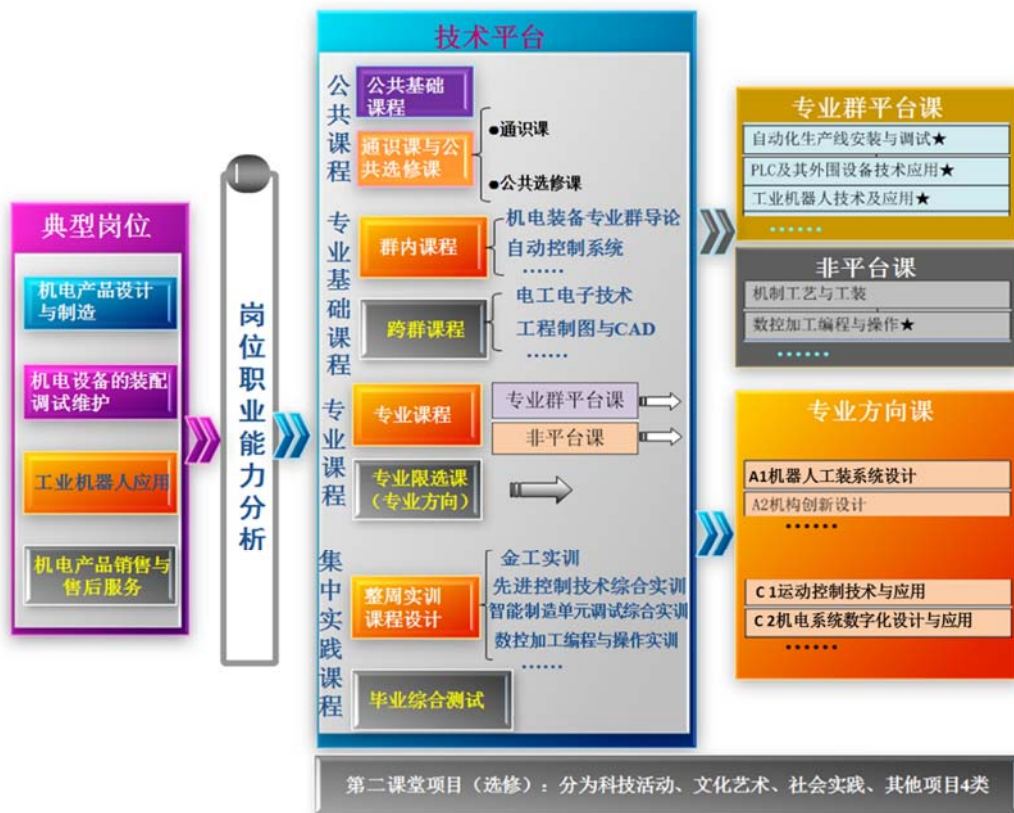 典型岗位
机电产品设计
与制造
机电设备的装配
调试维护
工业机器人应用
机电产品销售与
售后服务
岗位职业能力分析
技术平台
公共课程
公共基础
课程
通识课与公
共选修课
●通识课
●公共选修课
专业基础课程
群内课程
机电装备专业群导论
自动控制系统
……
跨群课程
电工电子技术
工程制图与CAD
……
专业课程
专业课程
专业群平台课
非平台课
专业限选课
（专业方向）
集中实践课程
整周实训
课程设计
金工实训
先进控制技术综合实训
智能制造单元调试综合实训
数控加工编程与操作实训
……
毕业综合测试
专业群平台课
自动化生产线安装与调试★
PLC及其外围设备技术应用★
工业机器人技术及应用★
……
非平台课
机制工艺与工装
数控加工编程与操作★
……
专业方向课
A1机器人工装系统设计
A2机构创新设计
……
C 1运动控制技术与应用
C 2机电系统数字化设计与应用
……
第二课堂项目（选修）：分为科技活动、文化艺术、社会实践、其他项目4类